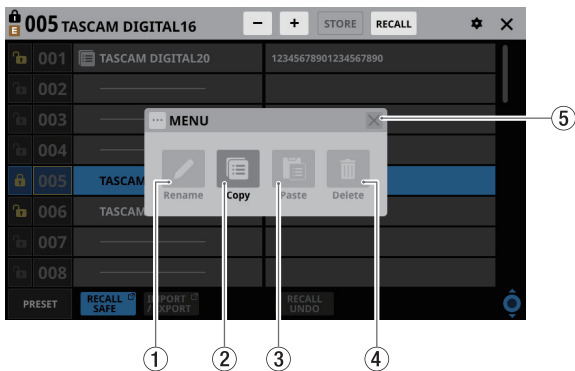 E 005 TASCAM DIGITAL16 − + STORE RECALL
001 TASCAM DIGITAL20 12345678901234567890
002
003
004
005 TASCAM
006 TASCAM
007
008
MENU
Rename Copy Paste Delete
PRESET RECALL SAFE IMPORT / EXPORT RECALL UNDO
① ② ③ ④ ⑤